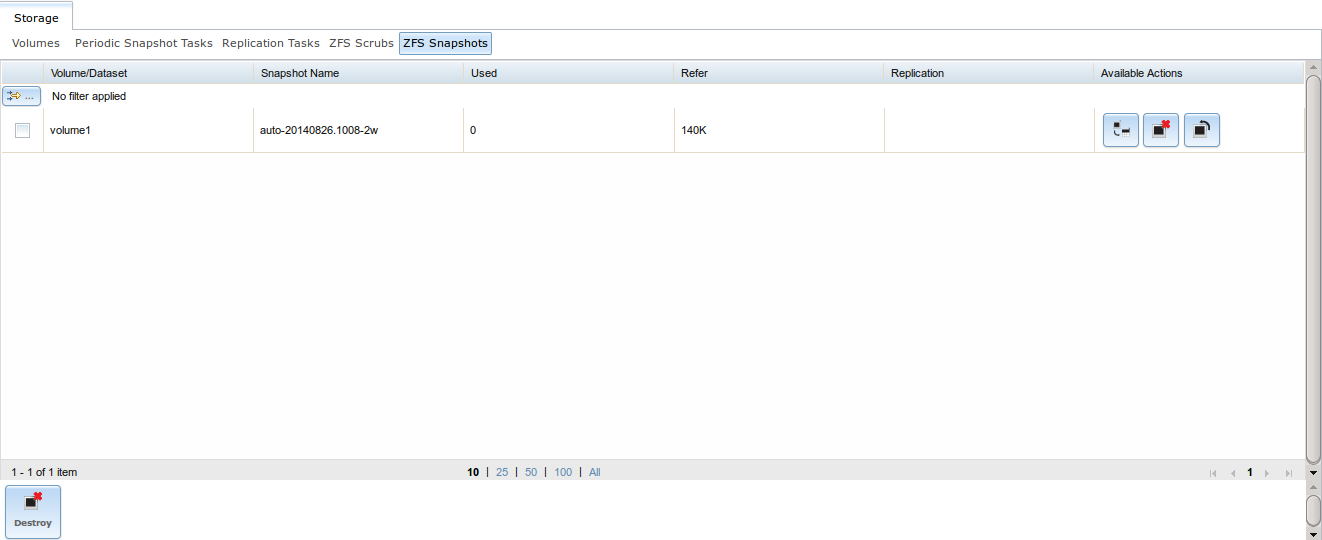 Storage
Volumes Periodic Snapshot Tasks Replication Tasks ZFS Scrubs ZFS Snapshots
Volume/Dataset Snapshot Name Used Refer Replication Available Actions
... No filter applied
volume1 auto-20140826.1008-2w 0 140K
1 - 1 of 1 item 10 | 25 | 50 | 100 | All 1
Destroy